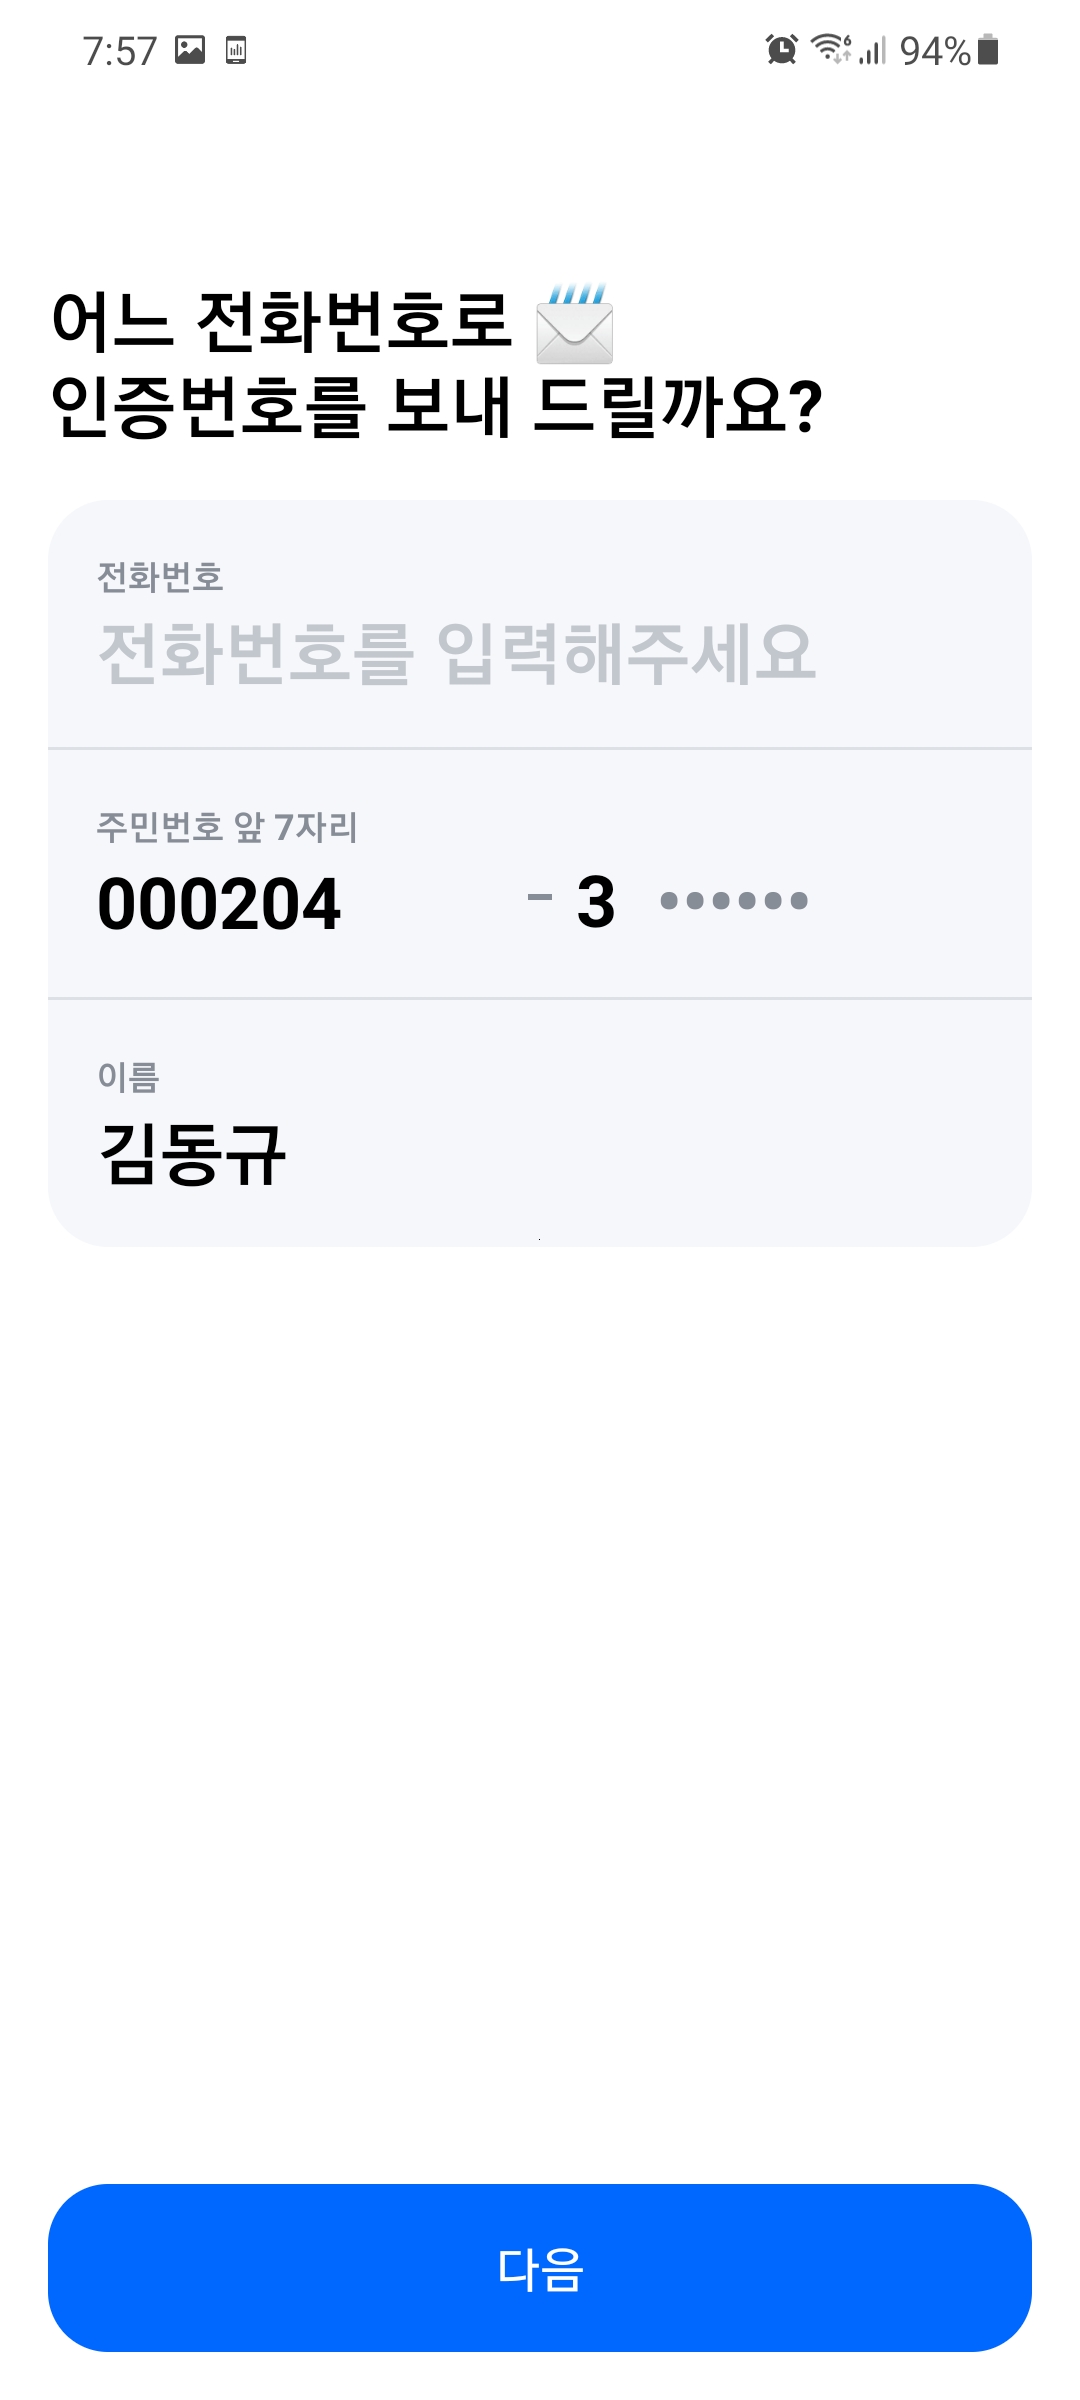 7:57 94%
어느 전화번호로 📨
인증번호를 보내 드릴까요?
전화번호
전화번호를 입력해주세요
주민번호 앞 7자리
000204 - 3 ••••••
이름
김동규
다음